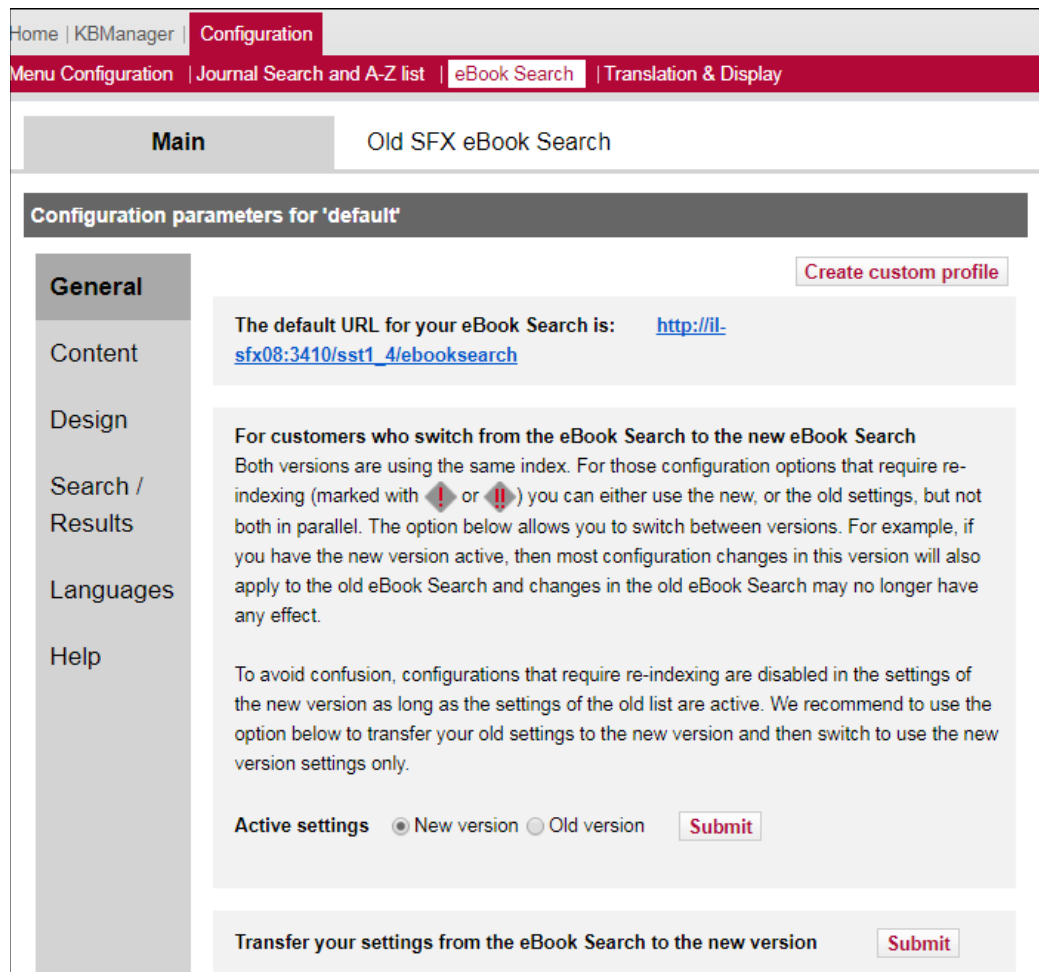 Home | KBManager | Configuration
Menu Configuration | Journal Search and A-Z list | eBook Search | Translation & Display
Main Old SFX eBook Search
Configuration parameters for 'default'
Create custom profile
General
Content
Design
Search /
Results
Languages
Help
The default URL for your eBook Search is: http://il-
sfx08:3410/sst1_4/ebooksearch
For customers who switch from the eBook Search to the new eBook Search
Both versions are using the same index. For those configuration options that require re-
indexing (marked with ! or !!) you can either use the new, or the old settings, but not
both in parallel. The option below allows you to switch between versions. For example, if
you have the new version active, then most configuration changes in this version will also
apply to the old eBook Search and changes in the old eBook Search may no longer have
any effect.
To avoid confusion, configurations that require re-indexing are disabled in the settings of
the new version as long as the settings of the old list are active. We recommend to use the
option below to transfer your old settings to the new version and then switch to use the new
version settings only.
Active settings New version Old version Submit
Transfer your settings from the eBook Search to the new version Submit